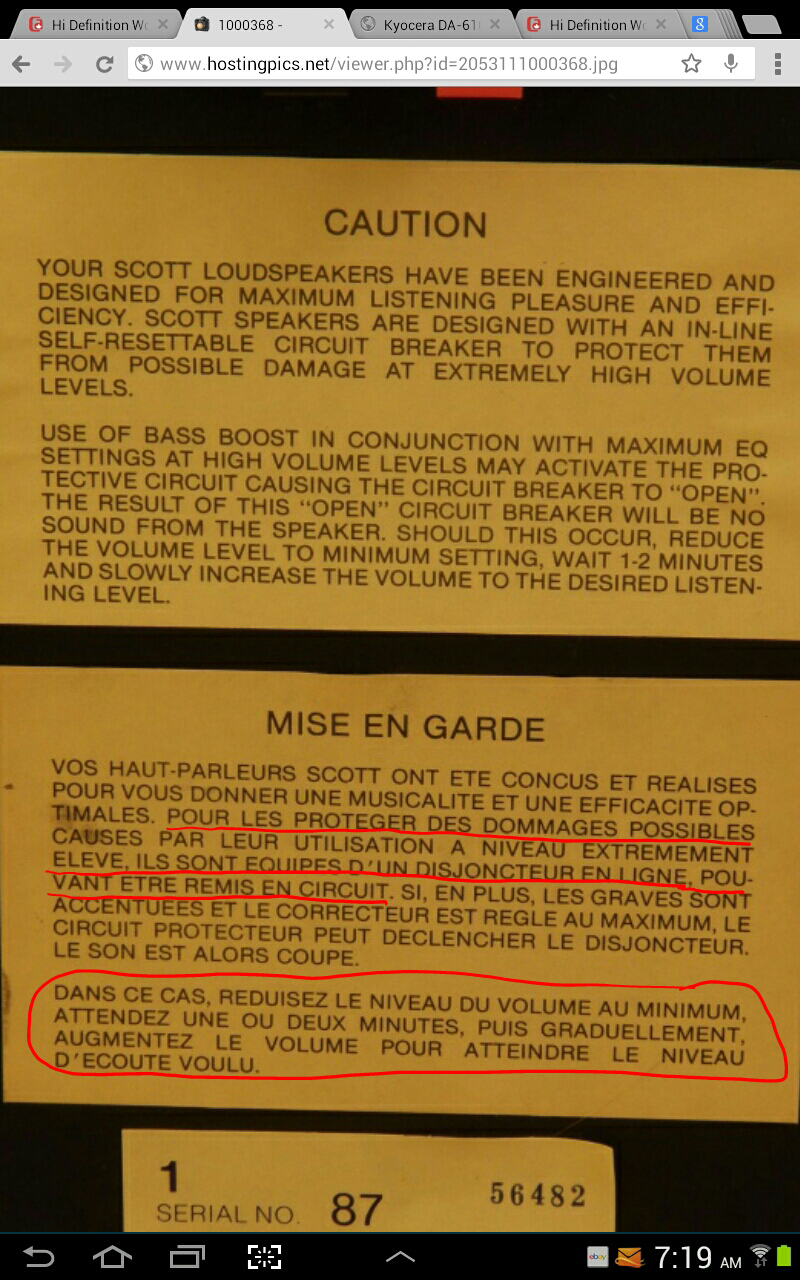 Hi Definition Wo
1000368 -
Kyocera DA-61
Hi Definition Wo
8
www.hostingpics.net/viewer.php?id=2053111000368.jpg
CAUTION
YOUR SCOTT LOUDSPEAKERS HAVE BEEN ENGINEERED AND
DESIGNED FOR MAXIMUM LISTENING PLEASURE AND EFFI-
CIENCY. SCOTT SPEAKERS ARE DESIGNED WITH AN IN-LINE
SELF-RESETTABLE CIRCUIT BREAKER TO PROTECT THEM
FROM POSSIBLE DAMAGE AT EXTREMELY HIGH VOLUME
LEVELS.
USE OF BASS BOOST IN CONJUNCTION WITH MAXIMUM EQ
SETTINGS AT HIGH VOLUME LEVELS MAY ACTIVATE THE PRO-
TECTIVE CIRCUIT CAUSING THE CIRCUIT BREAKER TO “OPEN”.
THE RESULT OF THIS “OPEN” CIRCUIT BREAKER WILL BE NO
SOUND FROM THE SPEAKER. SHOULD THIS OCCUR, REDUCE
THE VOLUME LEVEL TO MINIMUM SETTING, WAIT 1-2 MINUTES
AND SLOWLY INCREASE THE VOLUME TO THE DESIRED LISTEN-
ING LEVEL.
MISE EN GARDE
VOS HAUT-PARLEURS SCOTT ONT ETE CONCUS ET REALISES
POUR VOUS DONNER UNE MUSICALITE ET UNE EFFICACITE OP-
TIMALES. POUR LES PROTEGER DES DOMMAGES POSSIBLES
CAUSES PAR LEUR UTILISATION A NIVEAU EXTREMEMENT
ELEVE, ILS SONT EQUIPES D'UN DISJONCTEUR EN LIGNE, POU-
VANT ETRE REMIS EN CIRCUIT. SI, EN PLUS, LES GRAVES SONT
ACCENTUEES ET LE CORRECTEUR EST REGLE AU MAXIMUM, LE
CIRCUIT PROTECTEUR PEUT DECLENCHER LE DISJONCTEUR.
LE SON EST ALORS COUPE.
DANS CE CAS, REDUISEZ LE NIVEAU DU VOLUME AU MINIMUM,
ATTENDEZ UNE OU DEUX MINUTES, PUIS GRADUELLEMENT,
AUGMENTEZ LE VOLUME POUR ATTEINDRE LE NIVEAU
D'ECOUTE VOULU.
1
SERIAL NO. 87 56482
ebay
7:19 AM